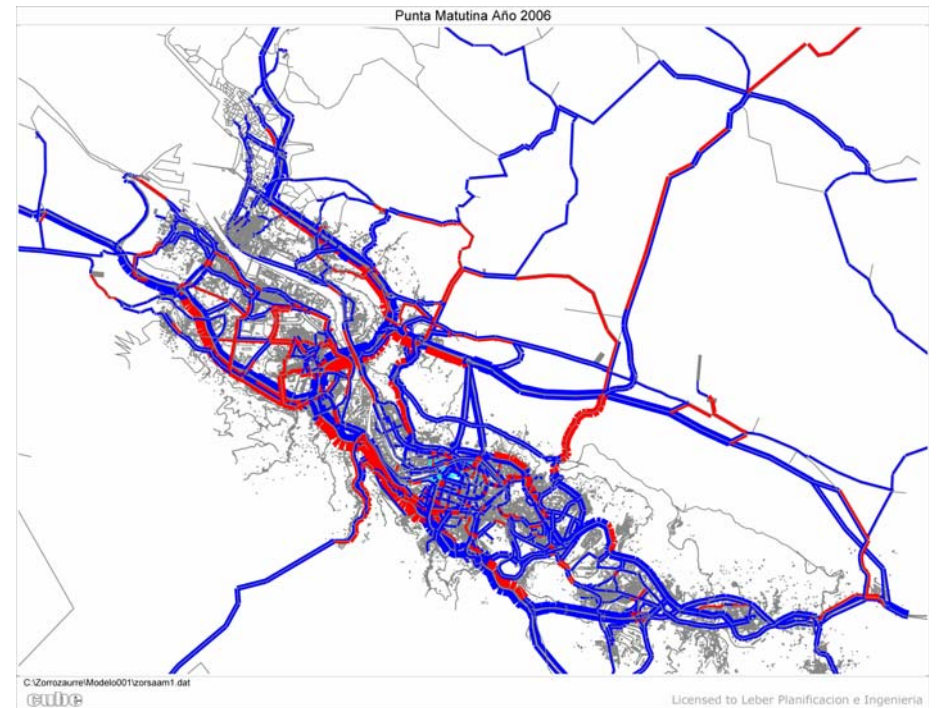 Punta Matutina Año 2006
C:\Zorrozaurre\Modelo001\zorsaam1.dat
cube
Licensed to Leber Planificacion e Ingenieria